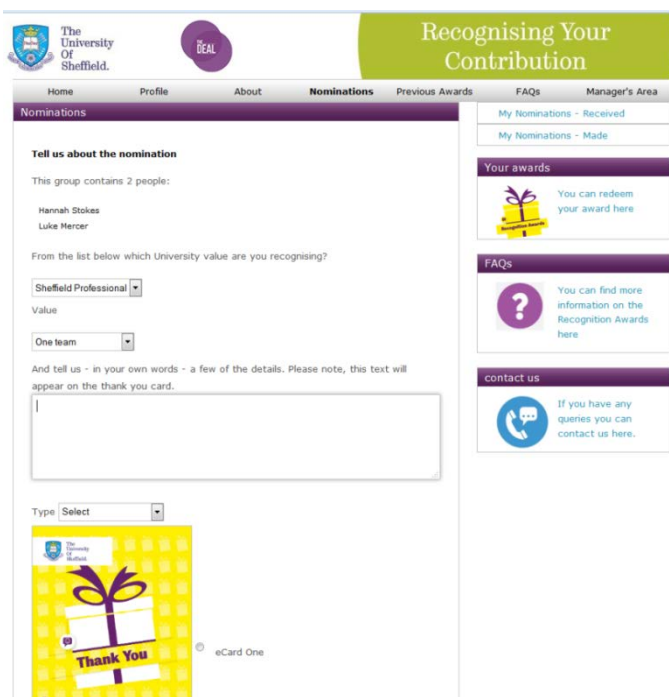 The
University
Of
Sheffield.
THE
DEAL
Recognising Your
Contribution
Home Profile About Nominations Previous Awards FAQs Manager's Area
Nominations
Tell us about the nomination
This group contains 2 people:
Hannah Stokes
Luke Mercer
From the list below which University value are you recognising?
Sheffield Professional
Value
One team
And tell us - in your own words - a few of the details. Please note, this text will
appear on the thank you card.
Type Select
The
University
Of
Sheffield.
Thank You
eCard One
My Nominations - Received
My Nominations - Made
Your awards
Recognition Awards
You can redeem
your award here
FAQs
?
You can find more
information on the
Recognition Awards
here
contact us
If you have any
queries you can
contact us here.